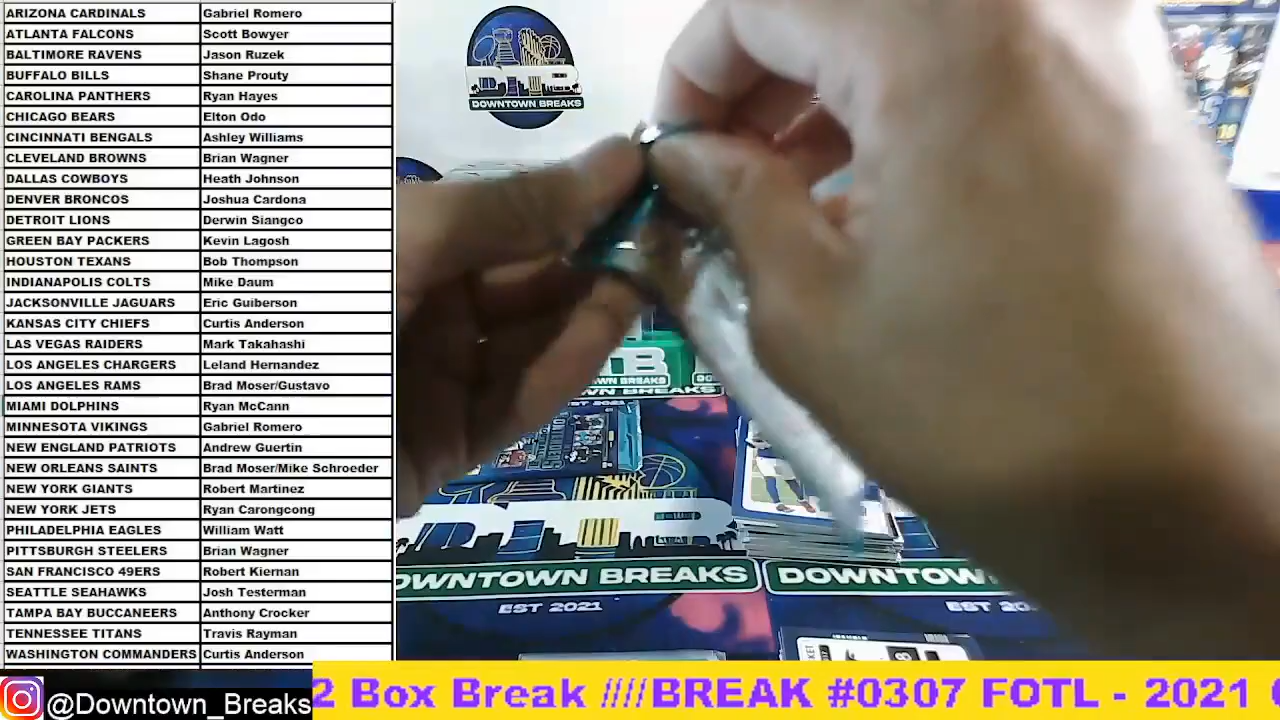 ARIZONA CARDINALS Gabriel Romero
ATLANTA FALCONS Scott Bowyer
BALTIMORE RAVENS Jason Ruzek
BUFFALO BILLS Shane Prouty
CAROLINA PANTHERS Ryan Hayes
CHICAGO BEARS Elton Odo
CINCINNATI BENGALS Ashley Williams
CLEVELAND BROWNS Brian Wagner
DALLAS COWBOYS Heath Johnson
DENVER BRONCOS Joshua Cardona
DETROIT LIONS Derwin Siangco
GREEN BAY PACKERS Kevin Lagosh
HOUSTON TEXANS Bob Thompson
INDIANAPOLIS COLTS Mike Daum
JACKSONVILLE JAGUARS Eric Guiberson
KANSAS CITY CHIEFS Curtis Anderson
LAS VEGAS RAIDERS Mark Takahashi
LOS ANGELES CHARGERS Leland Hernandez
LOS ANGELES RAMS Brad Moser/Gustavo
MIAMI DOLPHINS Ryan McCann
MINNESOTA VIKINGS Gabriel Romero
NEW ENGLAND PATRIOTS Andrew Guertin
NEW ORLEANS SAINTS Brad Moser/Mike Schroeder
NEW YORK GIANTS Robert Martinez
NEW YORK JETS Ryan Carongcong
PHILADELPHIA EAGLES William Watt
PITTSBURGH STEELERS Brian Wagner
SAN FRANCISCO 49ERS Robert Kiernan
SEATTLE SEAHAWKS Josh Testerman
TAMPA BAY BUCCANEERS Anthony Crocker
TENNESSEE TITANS Travis Rayman
WASHINGTON COMMANDERS Curtis Anderson
DTB
DOWNTOWN BREAKS
TB
DOWNTOWN BREAKS
EST 2021
DOWNTOWN
@Downtown_Breaks
2 Box Break ////BREAK #0307 FOTL - 2021